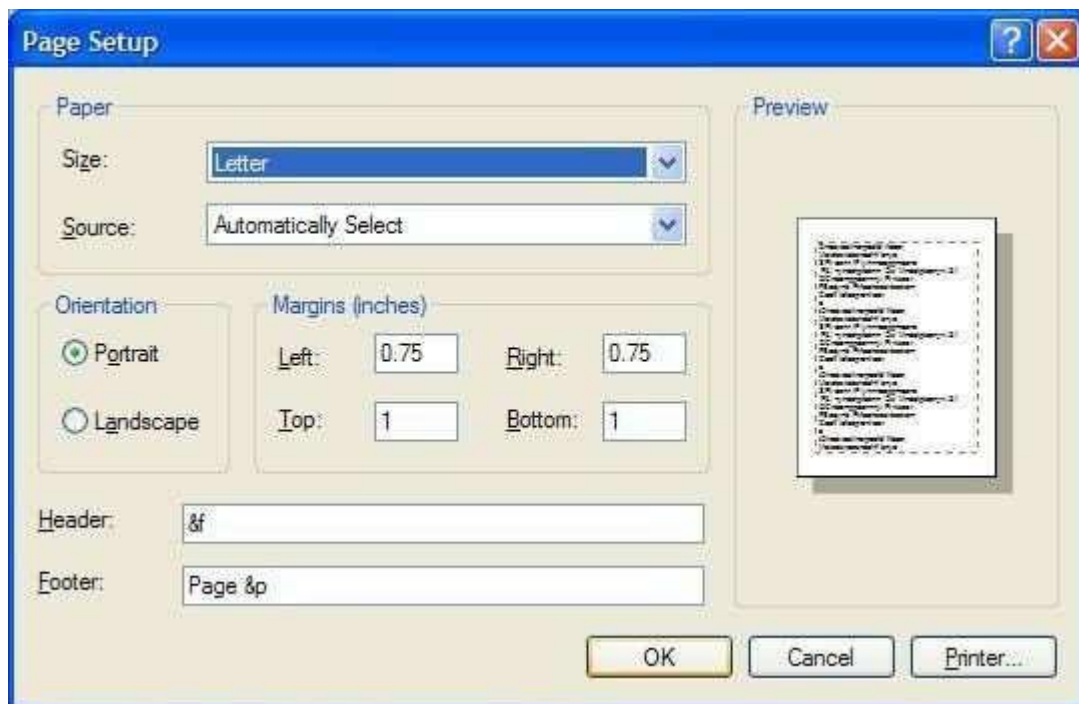 Page Setup
Paper
Size: Letter
Source: Automatically Select
Orientation
Portrait
Landscape
Margins (inches)
Left: 0.75 Right: 0.75
Top: 1 Bottom: 1
Header: &f
Footer: Page &p
Preview
OK Cancel Printer...